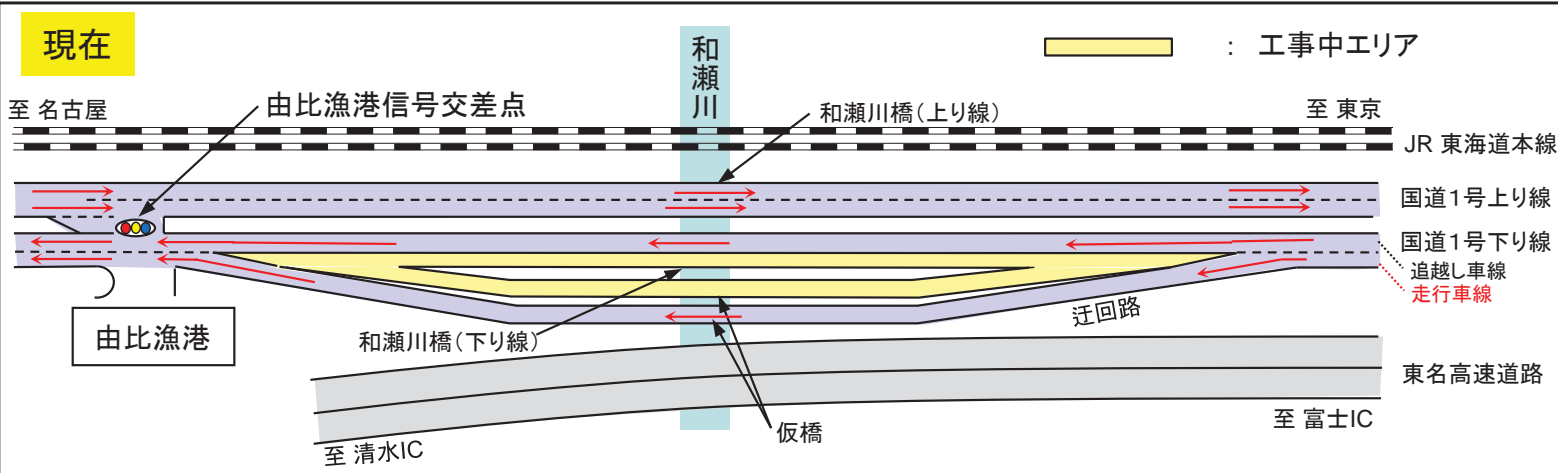 現在
和瀬川
： 工事中エリア
至 名古屋
由比漁港信号交差点
和瀬川橋（上り線）
至 東京
JR 東海道本線
国道１号上り線
国道１号下り線
追越し車線
走行車線
迂回路
由比漁港
和瀬川橋（下り線）
東名高速道路
仮橋
至 富士IC
至 清水IC